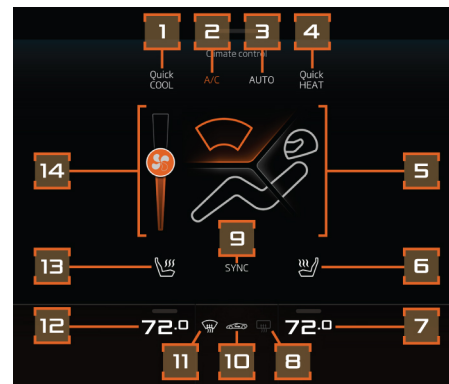 1 2 3 4
Climate control
Quick COOL
A/C
AUTO
Quick HEAT
14
5
9
SYNC
13
6
12
72.0
72.0
7
11
10
8